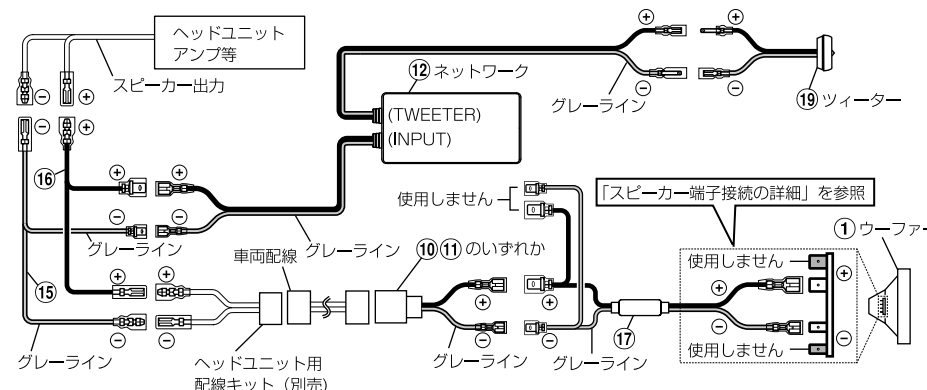 ヘッドユニット
アンプ等
スピーカー出力
⊖
⊕
⊖
⊕
⑯
⊕
⊕
⊖
⊖
グレーライン
グレーライン
⑮
⊕
⊕
⊖
⊖
グレーライン
車両配線
ヘッドユニット用
配線キット（別売）
⑫ネットワーク
(TWEETER)
(INPUT)
⊕
⊕
グレーライン
⊖
⊖
⑲ツィーター
使用しません
⑩⑪のいずれか
⊕
⊕
⊖
⊖
グレーライン
グレーライン
⑰
「スピーカー端子接続の詳細」を参照
①ウーファー
使用しません
⊕
⊕
⊖
⊖
使用しません